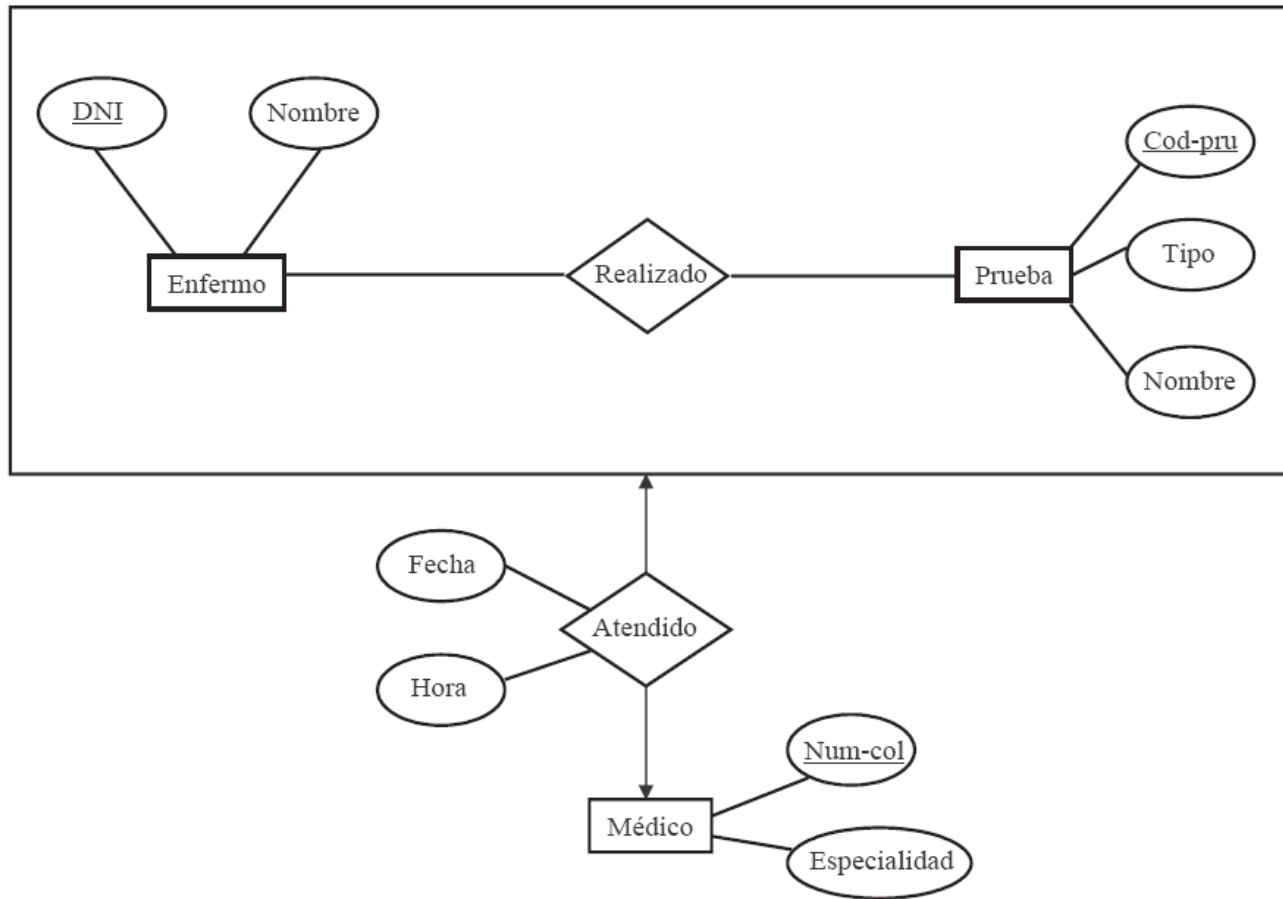 DNI
Nombre
Cod-pru
Tipo
Enfermo
Realizado
Prueba
Nombre
Fecha
Atendido
Hora
Num-col
Médico
Especialidad